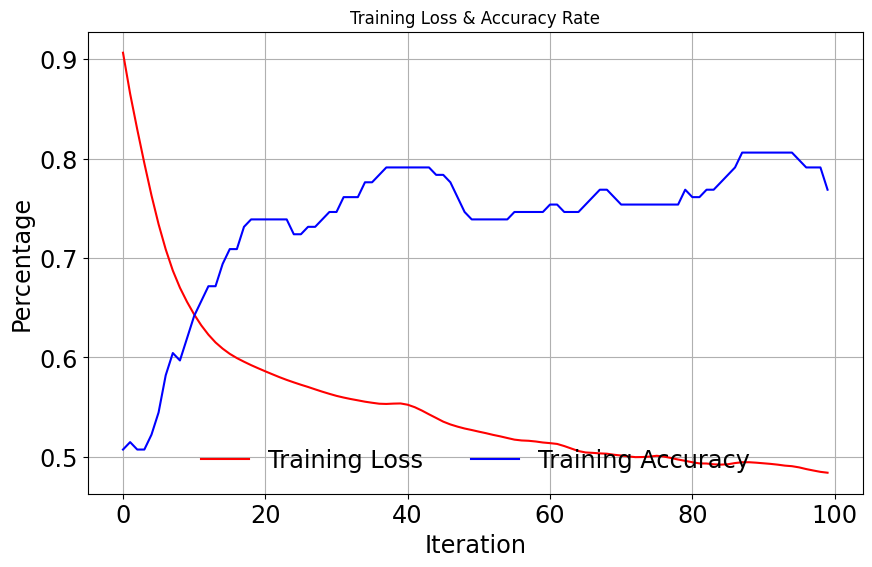 Training Loss & Accuracy Rate
Percentage
0.9
0.8
0.7
0.6
0.5
Training Loss
Training Accuracy
0 20 40 60 80 100
Iteration